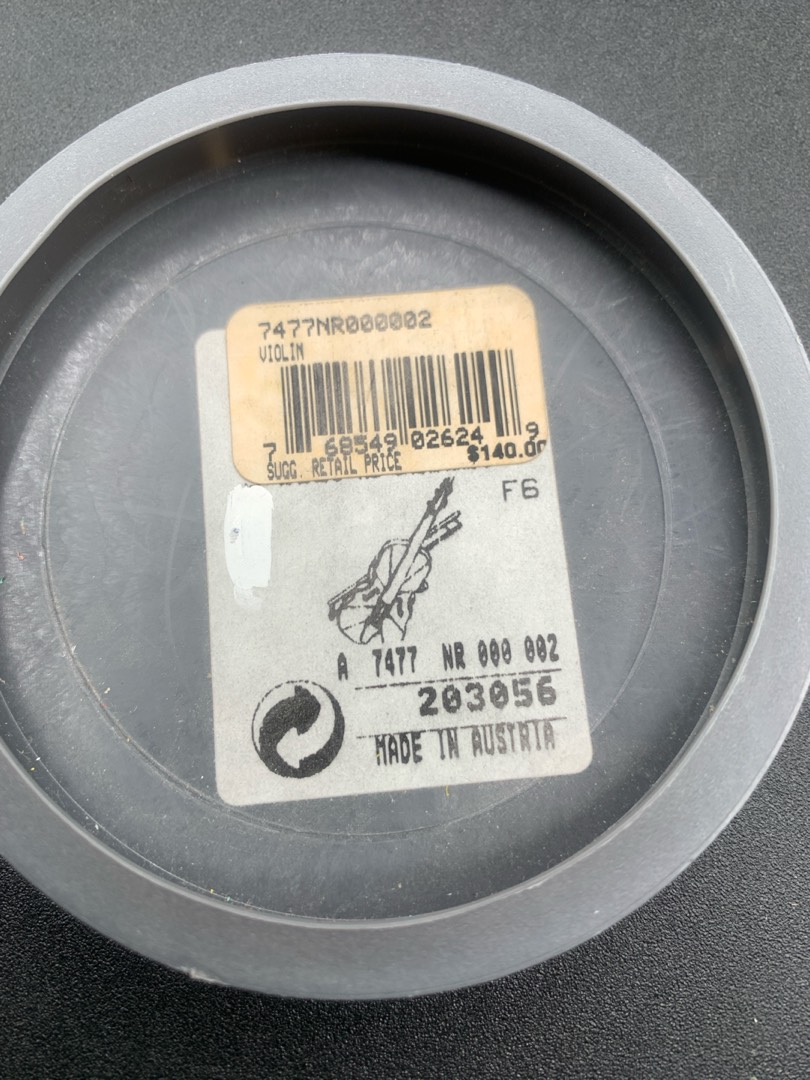 7477NR000002
VIOLIN
7 68549 02624 9
SUGG. RETAIL PRICE $140.00
F6
A 7477 NR 000 002
203056
MADE IN AUSTRIA